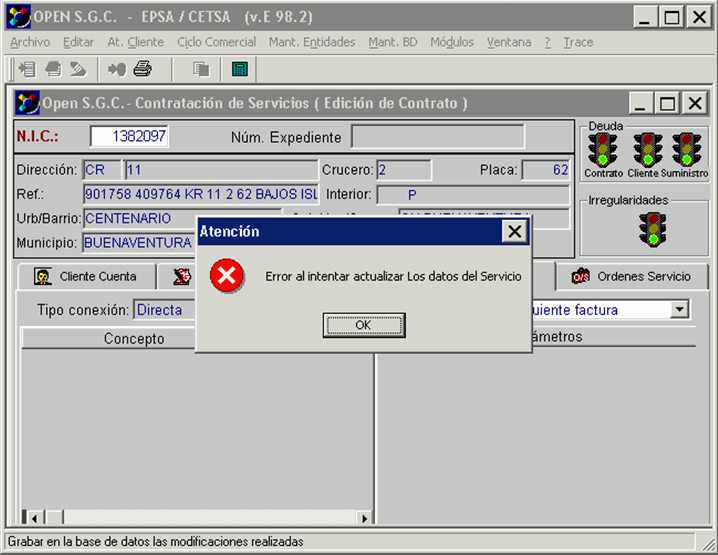 OPEN S.G.C. - EPSA / CETSA (v.E 98.2)
Archivo Editar At. Cliente Ciclo Comercial Mant. Entidades Mant. BD Módulos Ventana ? Trace
Open S.G.C.- Contratación de Servicios ( Edición de Contrato )
N.I.C.: 1382097 Núm. Expediente
Deuda
Contrato Cliente Suministro
Dirección: CR 11 Crucero: 2 Placa: 62
Ref.: 901758 409764 KR 11 2 62 BAJOS ISL Interior: P
Irregularidades
Urb/Barrio: CENTENARIO
Municipio: BUENAVENTURA
Atención
Error al intentar actualizar Los datos del Servicio
OK
Cliente Cuenta O/S Ordenes Servicio
Tipo conexión: Directa uiente factura
Concepto ámetros
Grabar en la base de datos las modificaciones realizadas